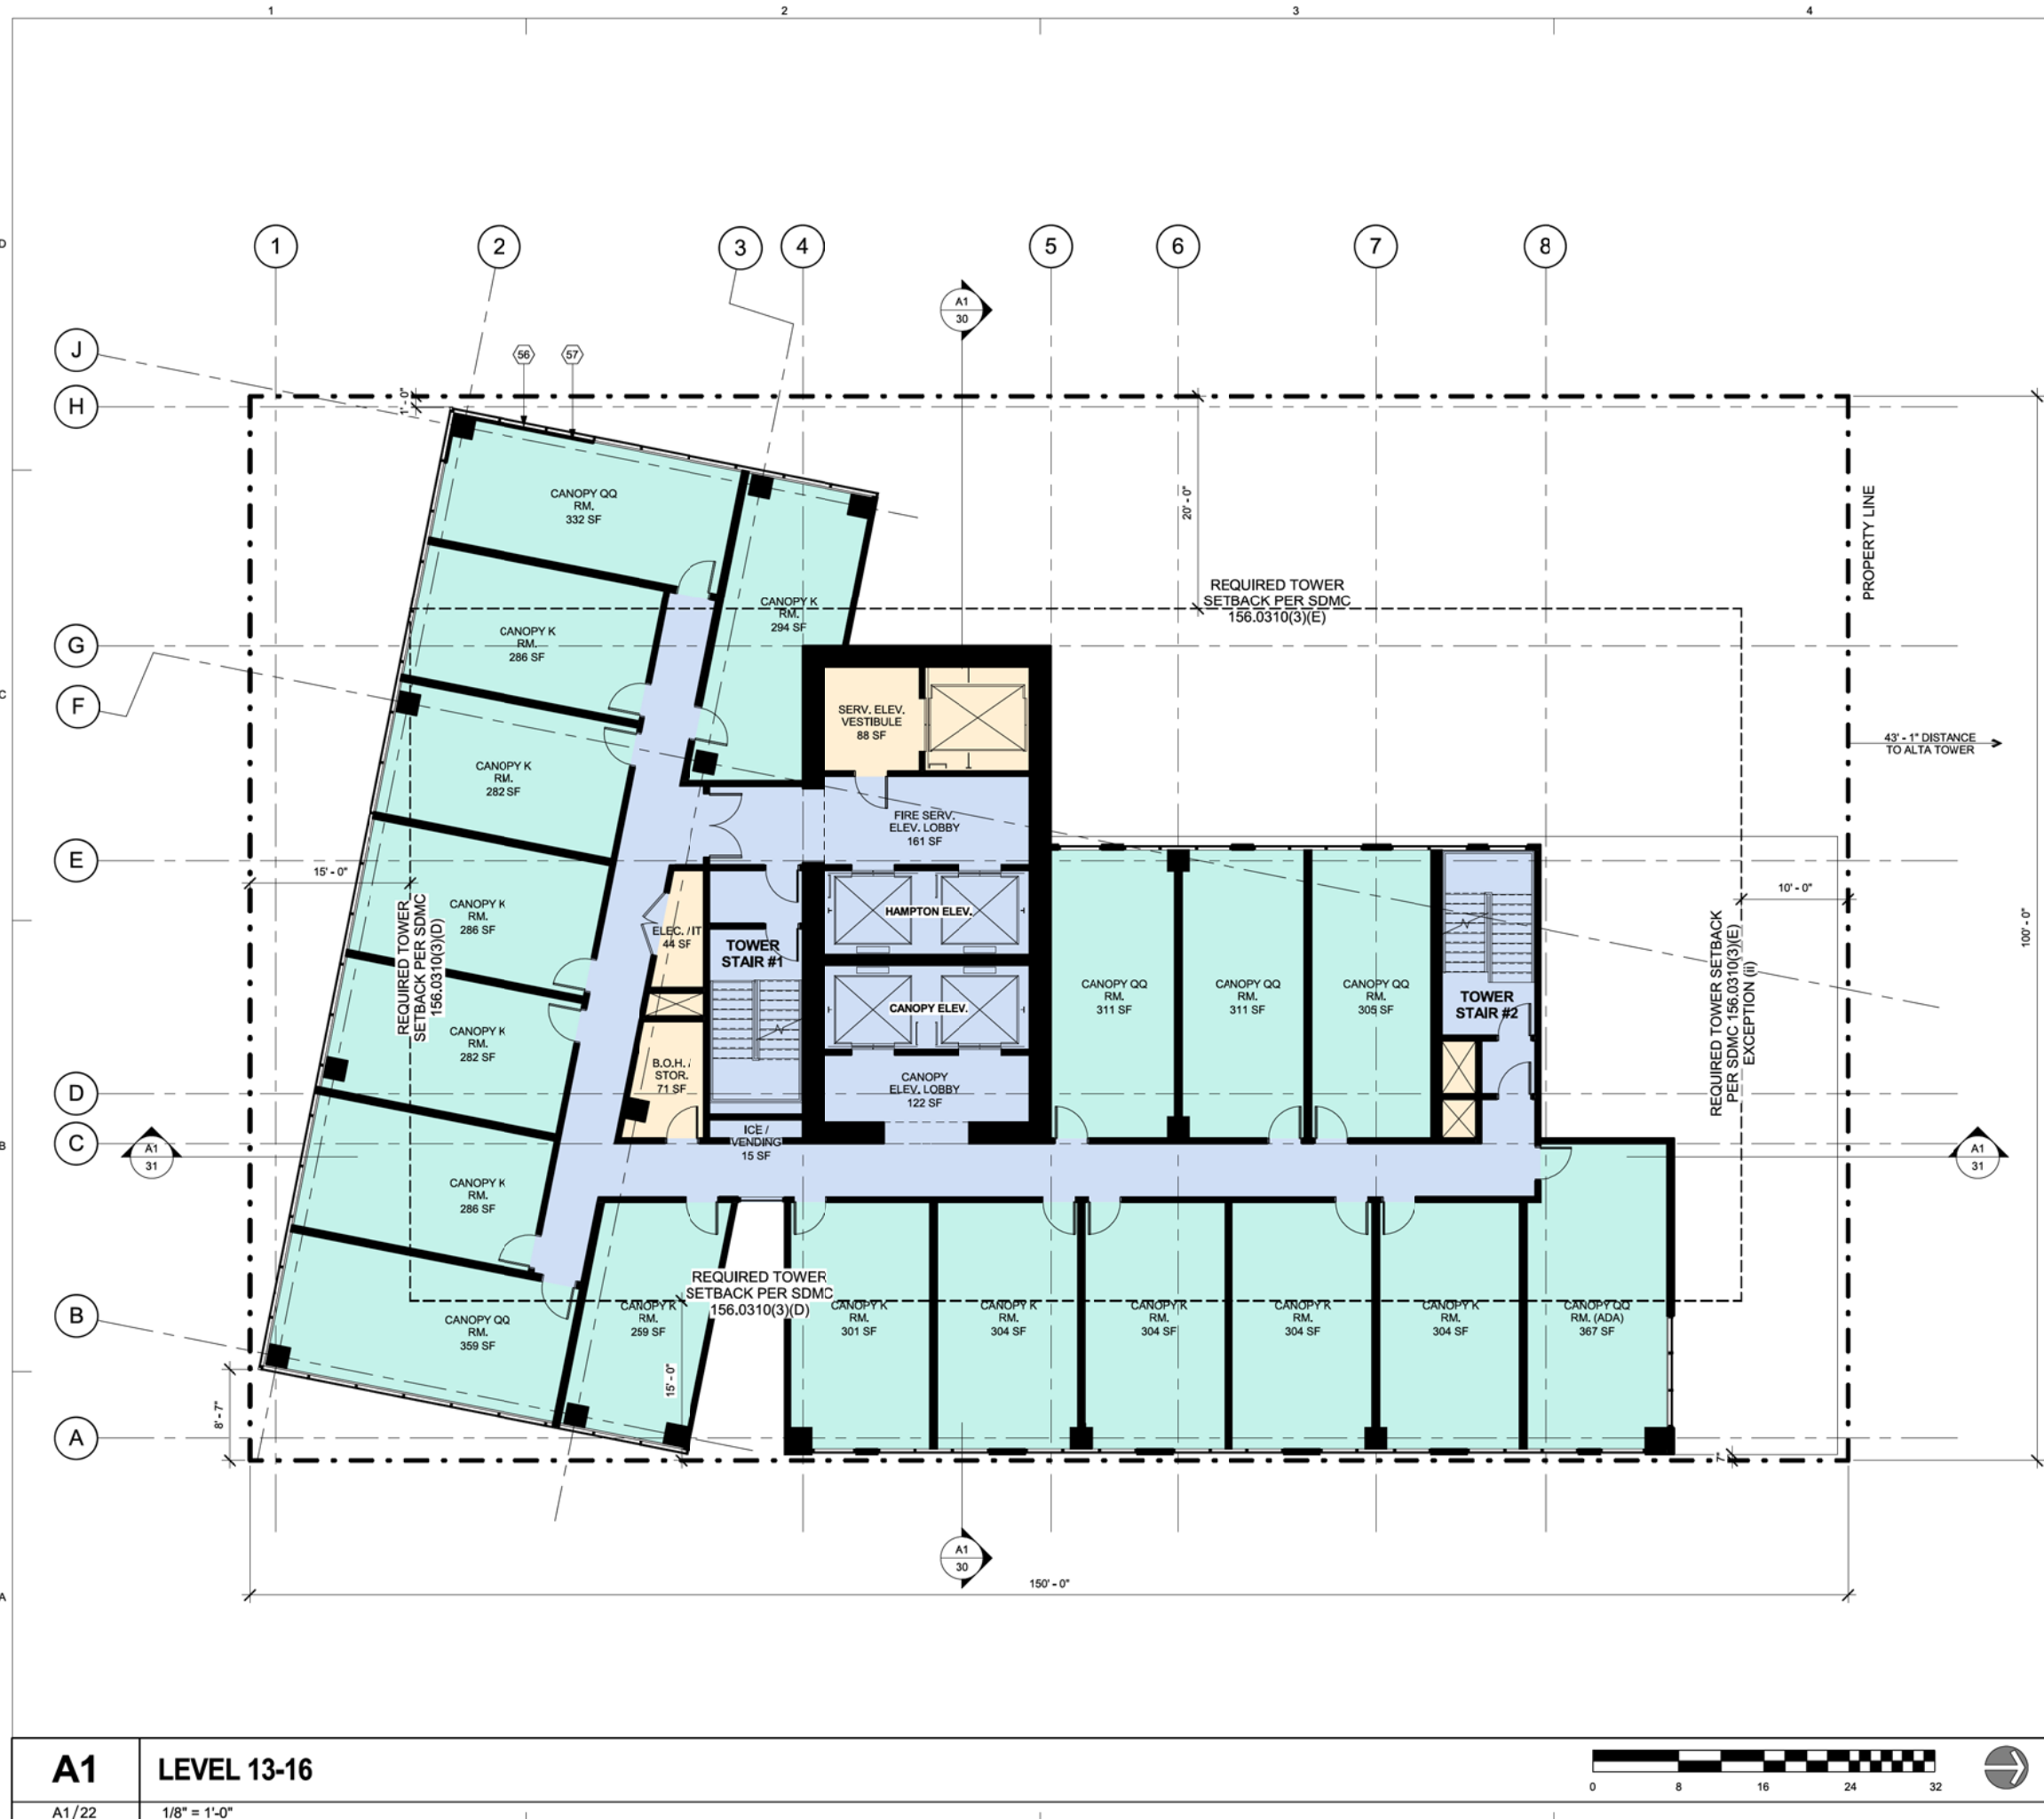 1 2 3 4
D
1 2 3 4 5 6 7 8
A1
30
J
56 57
H
1' - 0"
CANOPY QQ
RM.
332 SF
20' - 0"
PROPERTY LINE
REQUIRED TOWER
SETBACK PER SDMC
156.0310(3)(E)
CANOPY K
RM.
294 SF
CANOPY K
RM.
286 SF
G
C
F
SERV. ELEV.
VESTIBULE
88 SF
43' - 1" DISTANCE
TO ALTA TOWER
CANOPY K
RM.
282 SF
FIRE SERV.
ELEV. LOBBY
161 SF
E
15' - 0"
10' - 0"
100' - 0"
REQUIRED TOWER
SETBACK PER SDMC
156.0310(3)(D)
CANOPY K
RM.
286 SF
ELEC. / IT
44 SF
HAMPTON ELEV.
TOWER
STAIR #1
CANOPY QQ
RM.
311 SF
CANOPY QQ
RM.
311 SF
CANOPY QQ
RM.
305 SF
TOWER
STAIR #2
REQUIRED TOWER SETBACK
PER SDMC 156.0310(3)(E)
EXCEPTION (ii)
CANOPY ELEV.
CANOPY K
RM.
282 SF
B.O.H. /
STOR.
71 SF
CANOPY
ELEV. LOBBY
122 SF
D
C
B
ICE /
VENDING
15 SF
A1
31
A1
31
CANOPY K
RM.
286 SF
REQUIRED TOWER
SETBACK PER SDMC
156.0310(3)(D)
B
CANOPY QQ
RM.
359 SF
CANOPY K
RM.
259 SF
CANOPY K
RM.
301 SF
CANOPY K
RM.
304 SF
CANOPY K
RM.
304 SF
CANOPY K
RM.
304 SF
CANOPY K
RM.
304 SF
CANOPY QQ
RM. (ADA)
367 SF
15' - 0"
8' - 7"
A
7"
A1
30
150' - 0"
A
A1
LEVEL 13-16
0 8 16 24 32
A1/22
1/8" = 1'-0"